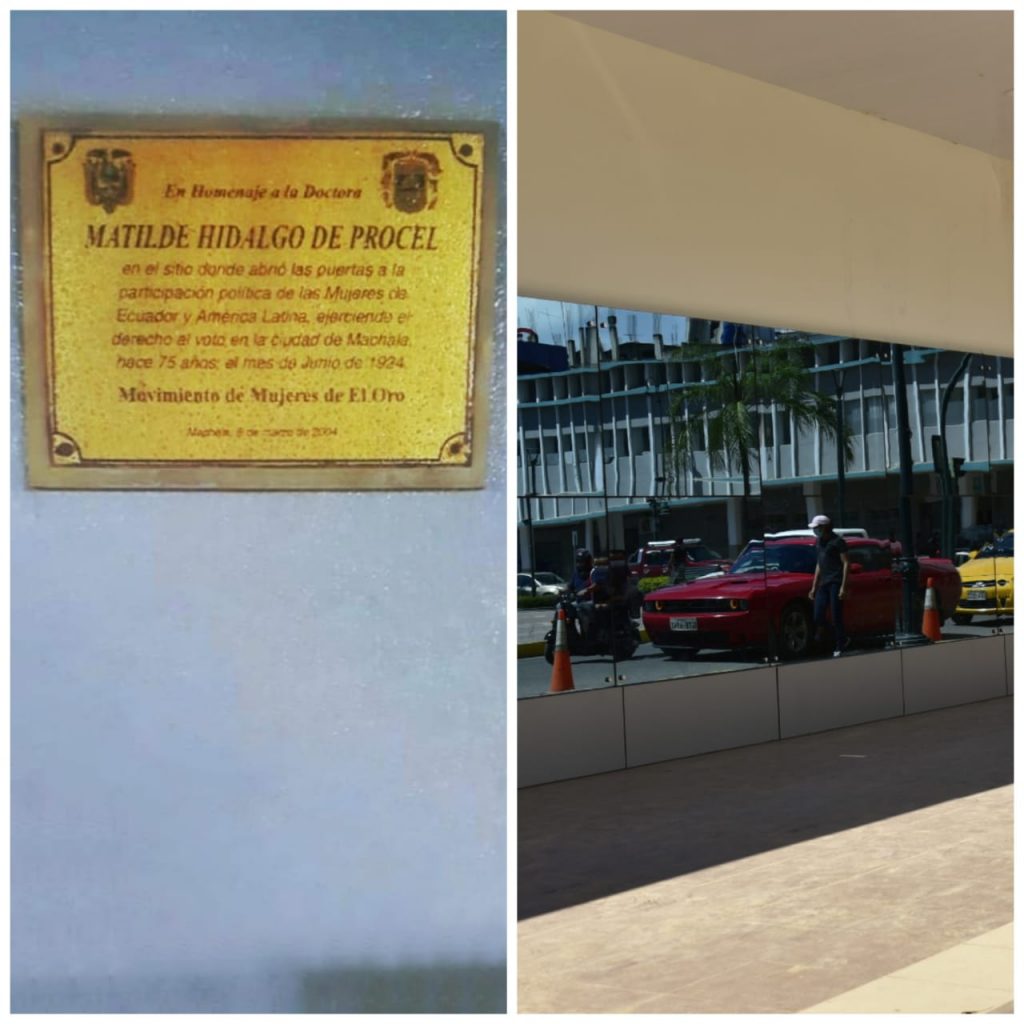 En Homenaje a la Doctora
MATILDE HIDALGO DE PROCEL
en el sitio donde abrió las puertas a la
participación política de las Mujeres de
Ecuador y América Latina, ejerciendo el
derecho al voto en la ciudad de Machala,
hace 75 años; el mes de Junio de 1924.
Movimiento de Mujeres de El Oro
Machala, 8 de marzo de 2004